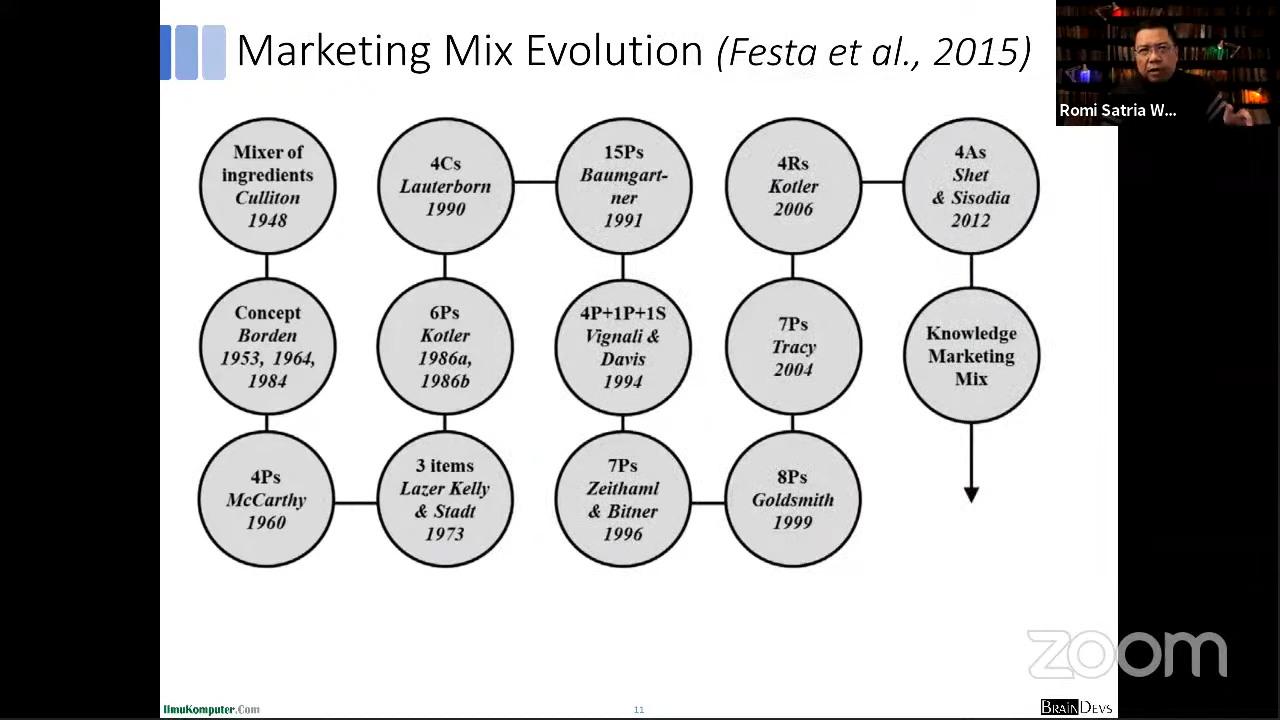 Marketing Mix Evolution (Festa et al., 2015)
Romi Satria W...
Mixer of
ingredients
Culliton
1948
Concept
Borden
1953, 1964,
1984
4Ps
McCarthy
1960
3 items
Lazer Kelly
& Stadt
1973
6Ps
Kotler
1986a,
1986b
4Cs
Lauterborn
1990
15Ps
Baumgart-
ner
1991
4P+1P+1S
Vignali &
Davis
1994
7Ps
Zeithaml
& Bitner
1996
8Ps
Goldsmith
1999
7Ps
Tracy
2004
4Rs
Kotler
2006
4As
Shet
& Sisodia
2012
Knowledge
Marketing
Mix
zoom
IlmuKomputer.Com
11
BRAINDEVS